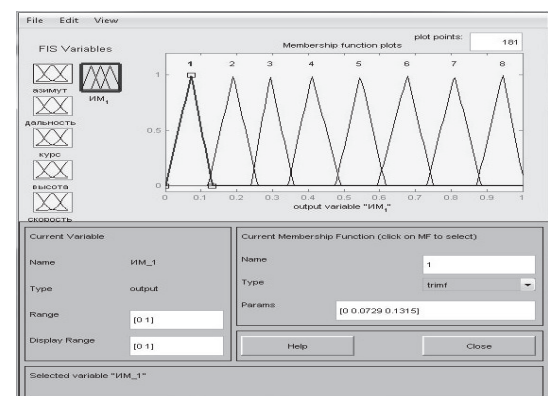 File Edit View
FIS Variables
plot points: 181
Membership function plots
1 2 3 4 5 6 7 8
азимут
ИМ₁
дальность
курс
высота
скорость
1
0.5
0
0 0.1 0.2 0.3 0.4 0.5 0.6 0.7 0.8 0.9 1
output variable "ИМ₁"
Current Variable
Name ИМ_1
Type output
Range [0 1]
Display Range [0 1]
Current Membership Function (click on MF to select)
Name 1
Type trimf
Params [0 0.0729 0.1315]
Help Close
Selected variable "ИМ_1"